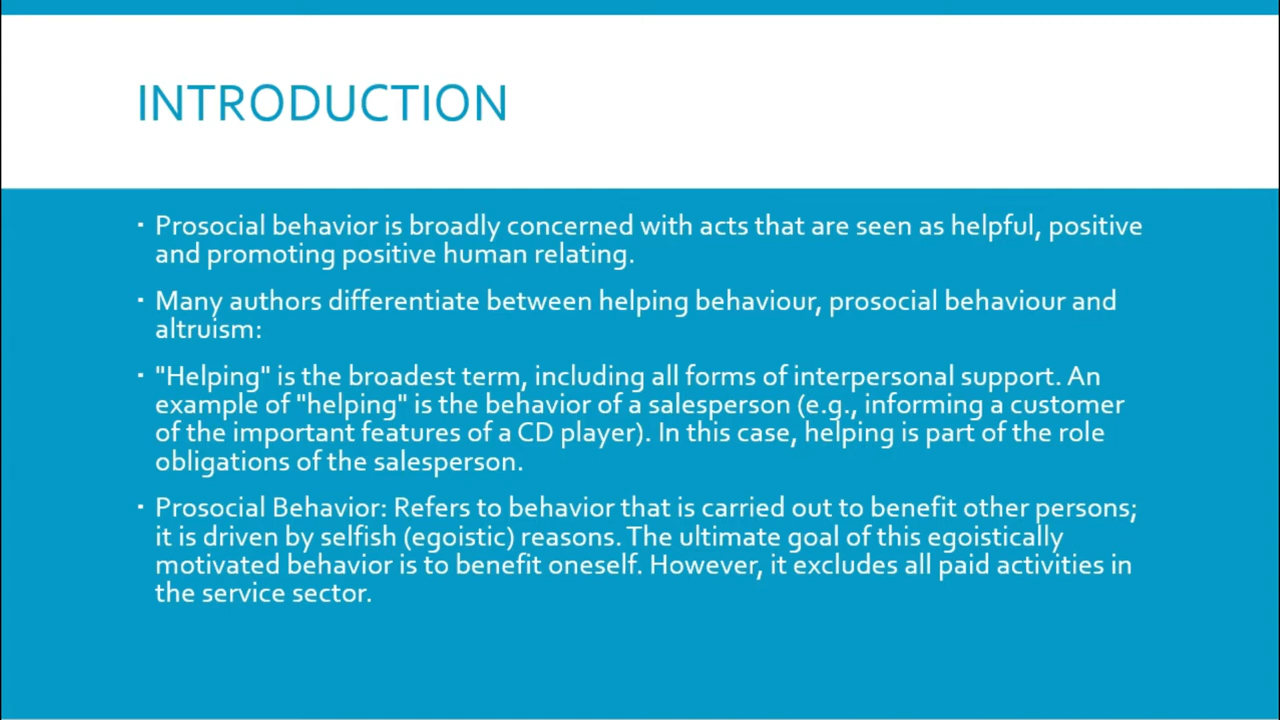 INTRODUCTION
▪ Prosocial behavior is broadly concerned with acts that are seen as helpful, positive
and promoting positive human relating.
▪ Many authors differentiate between helping behaviour, prosocial behaviour and
altruism:
▪ "Helping" is the broadest term, including all forms of interpersonal support. An
example of "helping" is the behavior of a salesperson (e.g., informing a customer
of the important features of a CD player). In this case, helping is part of the role
obligations of the salesperson.
▪ Prosocial Behavior: Refers to behavior that is carried out to benefit other persons;
it is driven by selfish (egoistic) reasons. The ultimate goal of this egoistically
motivated behavior is to benefit oneself. However, it excludes all paid activities in
the service sector.